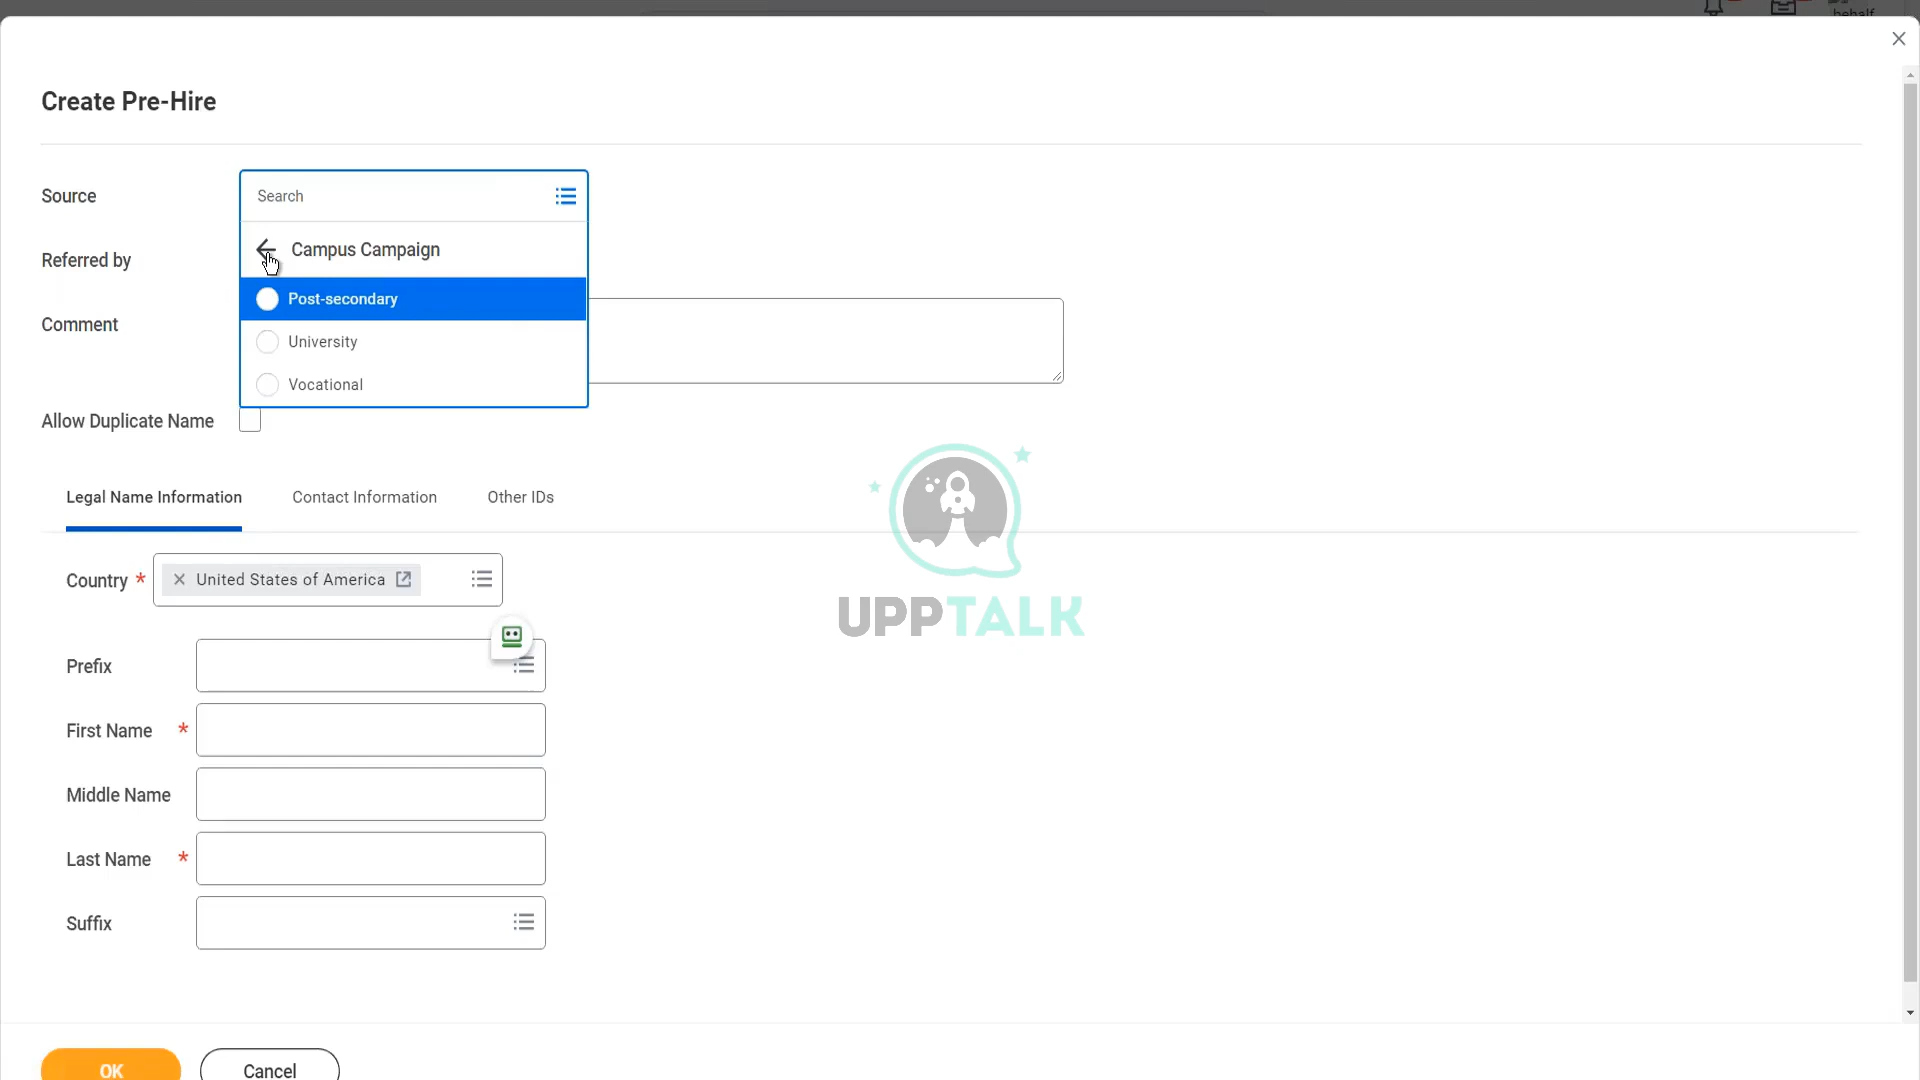 behalf
Create Pre-Hire
Source
Search
Campus Campaign
Referred by
Post-secondary
Comment
University
Vocational
Allow Duplicate Name
Legal Name Information
Contact Information
Other IDs
Country *
United States of America
UPPTALK
Prefix
First Name *
Middle Name
Last Name *
Suffix
OK
Cancel